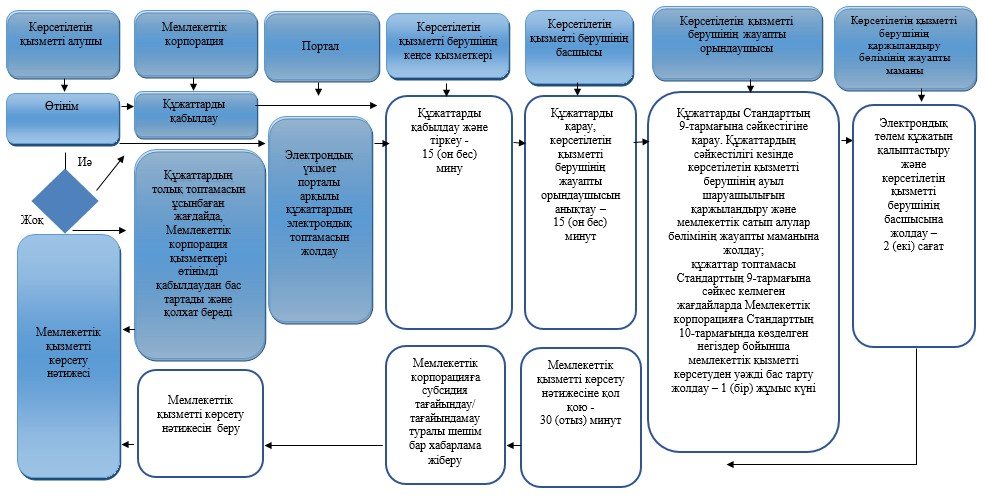 Көрсетілетін
қызметті алушы
Мемлекеттік
корпорация
Портал
Көрсетілетін
қызметті берушінің
кеңсе қызметкері
Көрсетілетін
қызметті берушінің
басшысы
Көрсетілетін қызметті
берушінің жауапты
орындаушысы
Көрсетілетін қызметті
берушінің
қаржыландыру
бөлімінің жауапты
маманы
Өтінім
Құжаттарды
қабылдау
Иә
Жоқ
Құжаттардың
толық топтамасын
ұсынбаған
жағдайда,
Мемлекеттік
корпорация
қызметкері
өтінімді
қабылдаудан бас
тартады және
қолхат береді
Электрондық
үкімет
порталы
арқылы
құжаттардың
электрондық
топтамасын
жолдау
Құжаттарды
қабылдау және
тіркеу -
15 (он бес)
мину
Құжаттарды
қарау,
көрсетілетін
қызметті
берушінің
жауапты
орындаушысын
анықтау –
15 (он бес)
минут
Құжаттарды Стандарттың
9-тармағына сәйкестігіне
қарау. Құжаттардың
сәйкестілігі кезінде
көрсетілетін қызметті
берушінің ауыл
шаруашылығын
қаржыландыру және
мемлекеттік сатып алулар
бөлімінің жауапты маманына
жолдау;
құжаттар топтамасы
Стандарттың 9-тармағына
сәйкес келмеген
жағдайларда Мемлекеттік
корпорацияға Стандарттың
10-тармағында көзделген
негіздер бойынша
мемлекеттік қызметті
көрсетуден уәжді бас тарту
жолдау – 1 (бір) жұмыс күні
Электрондық
төлем құжатын
қалыптастыру
және
көрсетілетін
қызметті
берушінің
басшысына
жолдау –
2 (екі) сағат
Мемлекеттік
қызметті
көрсету
нәтижесі
Мемлекеттік
қызметті көрсету
нәтижесін беру
Мемлекеттік
корпорацияға
субсидия
тағайындау/
тағайындамау
туралы шешім
бар хабарлама
жіберу
Мемлекеттік
қызметті көрсету
нәтижесіне қол
қою -
30 (отыз) минут